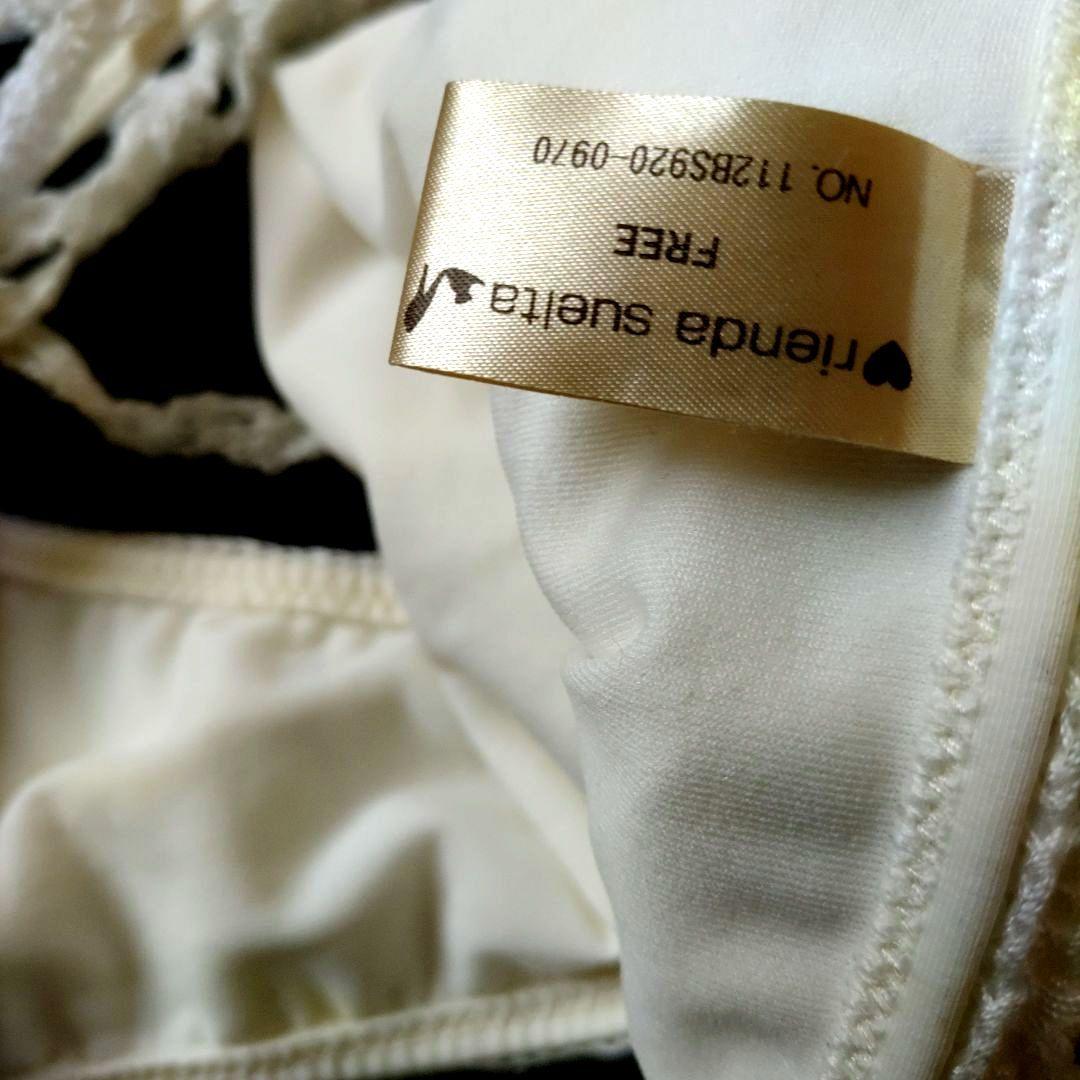 rienda suelta
FREE
NO. 112BS920-0970